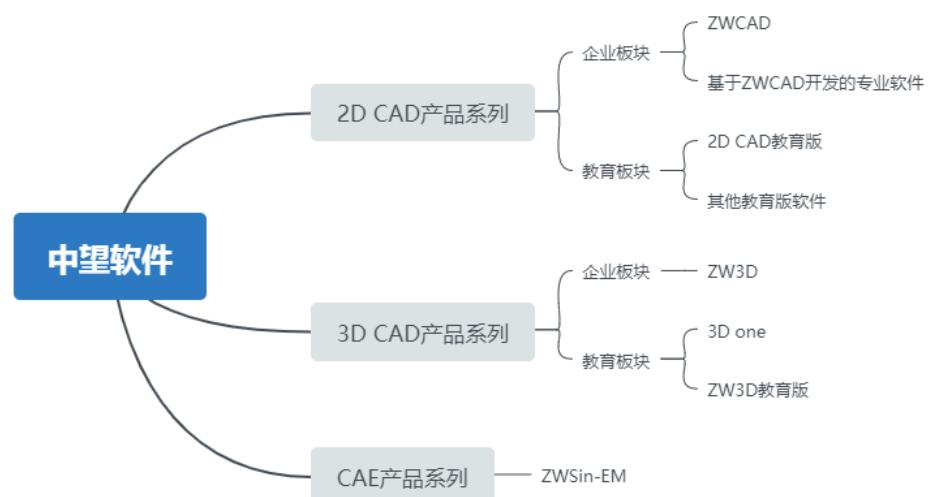 中望软件
2D CAD产品系列
企业板块
ZWCAD
基于ZWCAD开发的专业软件
教育板块
2D CAD教育版
其他教育版软件
3D CAD产品系列
企业板块
ZW3D
教育板块
3D one
ZW3D教育版
CAE产品系列
ZWSin-EM